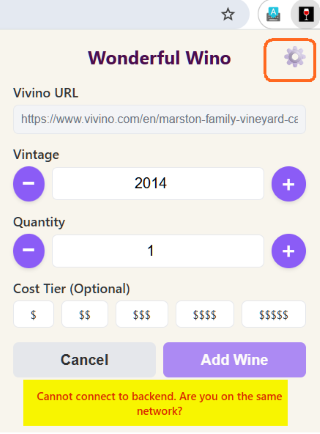 Wonderful Wino
Vivino URL
https://www.vivino.com/en/marston-family-vineyard-ca
Vintage
− 2014 +
Quantity
− 1 +
Cost Tier (Optional)
$ $$ $$$ $$$$ $$$$$
Cancel Add Wine
Cannot connect to backend. Are you on the same
network?